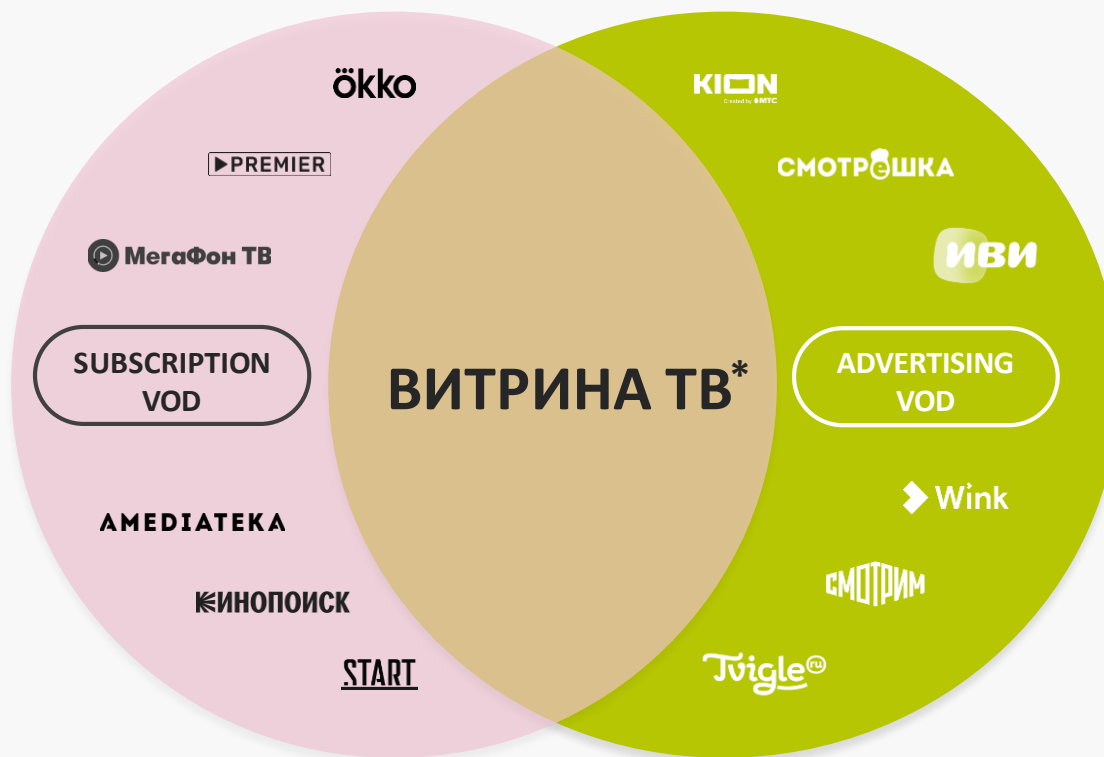 ökko
PREMIER
МегаФон ТВ
SUBSCRIPTION
VOD
AMEDIATEKA
КИНОПОИСК
START
ВИТРИНА ТВ*
KION
Created by МТС
СМОТРЁШКА
иви
ADVERTISING
VOD
Wink
СМОТРИМ
Tvigle ru